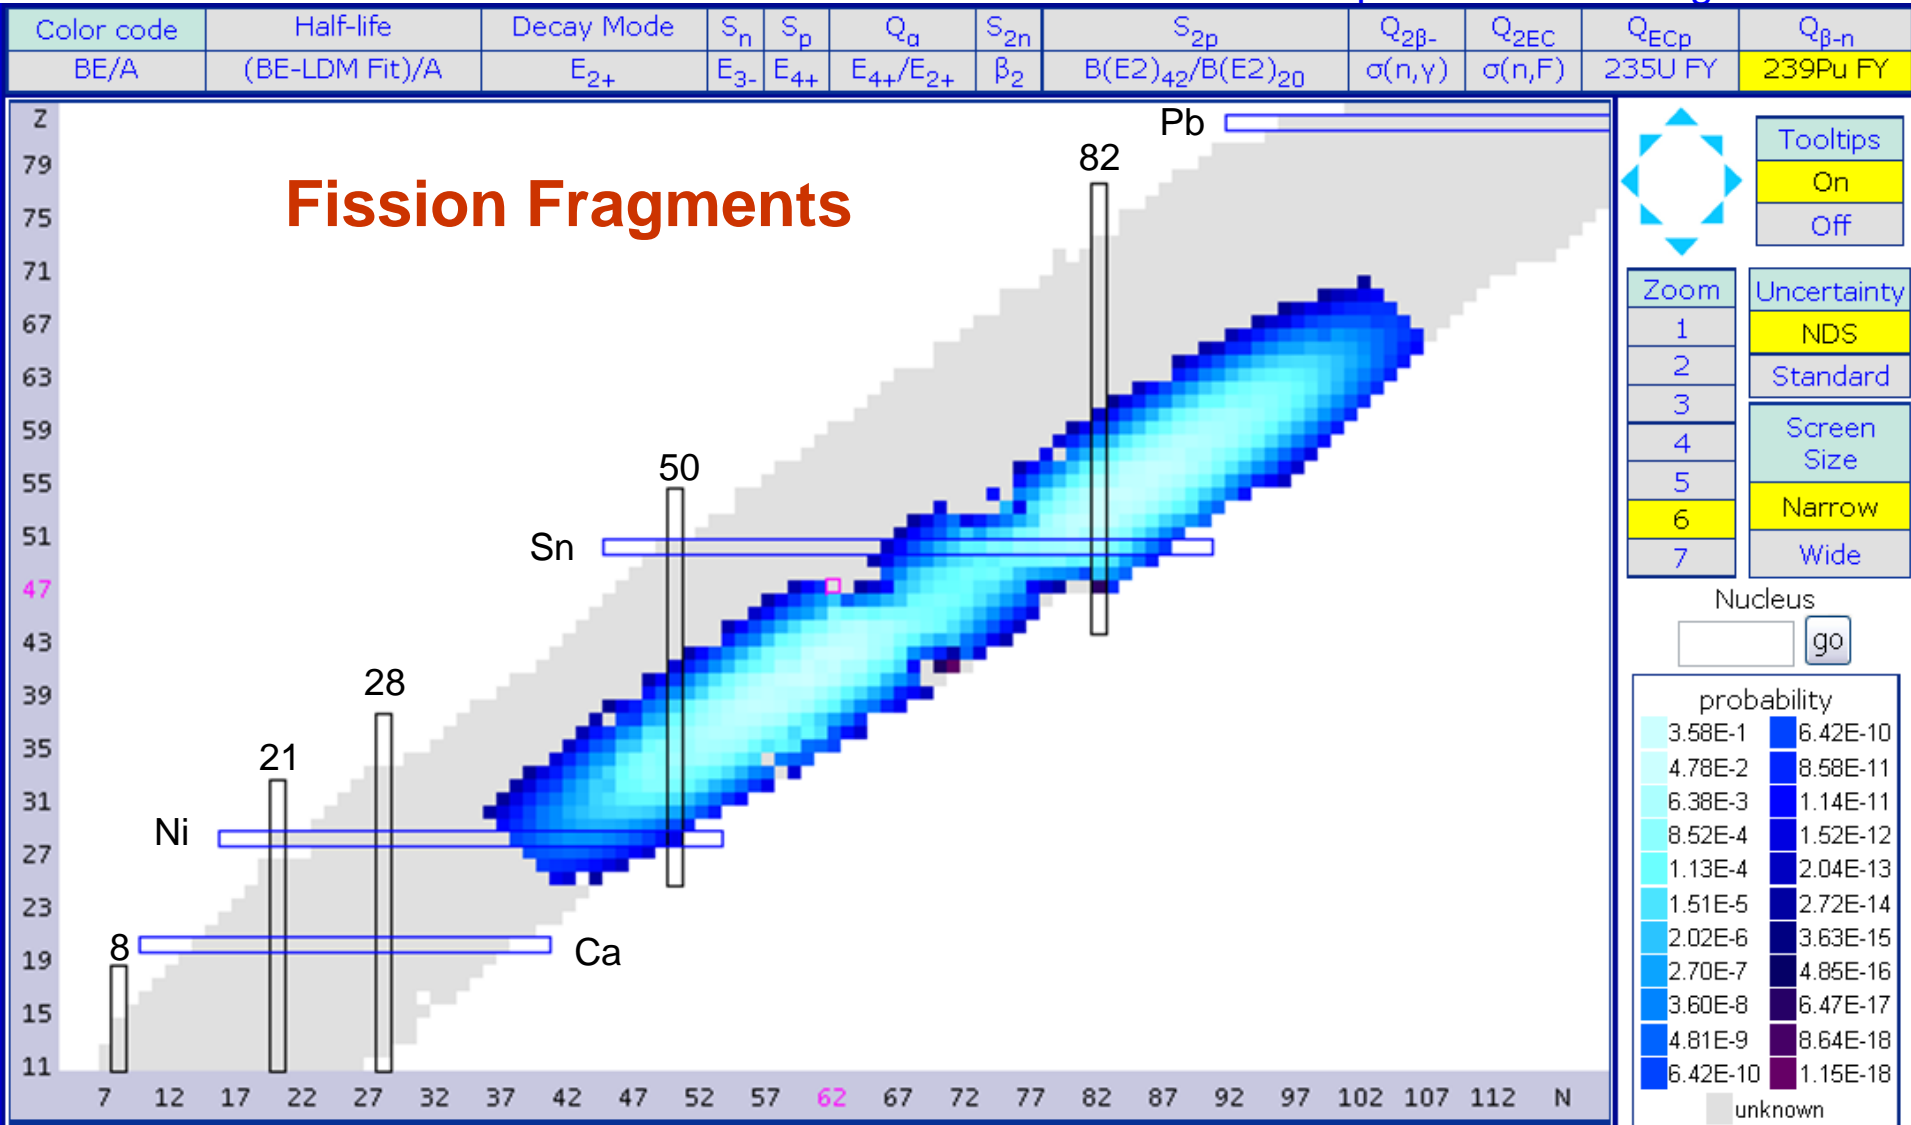 Color code Half-life Decay Mode Sn Sp Qα S2n S2p Q2β- Q2EC QECp Qβ-n
BE/A (BE-LDM Fit)/A E2+ E3- E4+ E4+/E2+ β2 B(E2)42/B(E2)20 σ(n,γ) σ(n,F) 235U FY 239Pu FY
Z
79
75
71
67
63
59
55
51
47
43
39
35
31
27
23
19
15
11
Fission Fragments
Pb
82
50
Sn
28
21
Ni
8
Ca
7 12 17 22 27 32 37 42 47 52 57 62 67 72 77 82 87 92 97 102 107 112 N
Tooltips
On
Off
Zoom
1
2
3
4
5
6
7
Uncertainty
NDS
Standard
Screen
Size
Narrow
Wide
Nucleus
go
probability
3.58E-1 6.42E-10
4.78E-2 8.58E-11
6.38E-3 1.14E-11
8.52E-4 1.52E-12
1.13E-4 2.04E-13
1.51E-5 2.72E-14
2.02E-6 3.63E-15
2.70E-7 4.85E-16
3.60E-8 6.47E-17
4.81E-9 8.64E-18
6.42E-10 1.15E-18
unknown